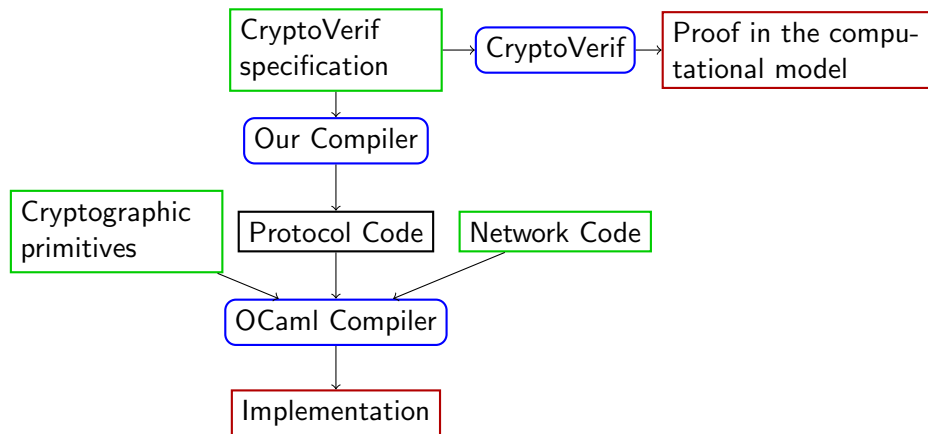 CryptoVerif
specification
CryptoVerif
Proof in the compu-
tational model
Our Compiler
Cryptographic
primitives
Protocol Code
Network Code
OCaml Compiler
Implementation